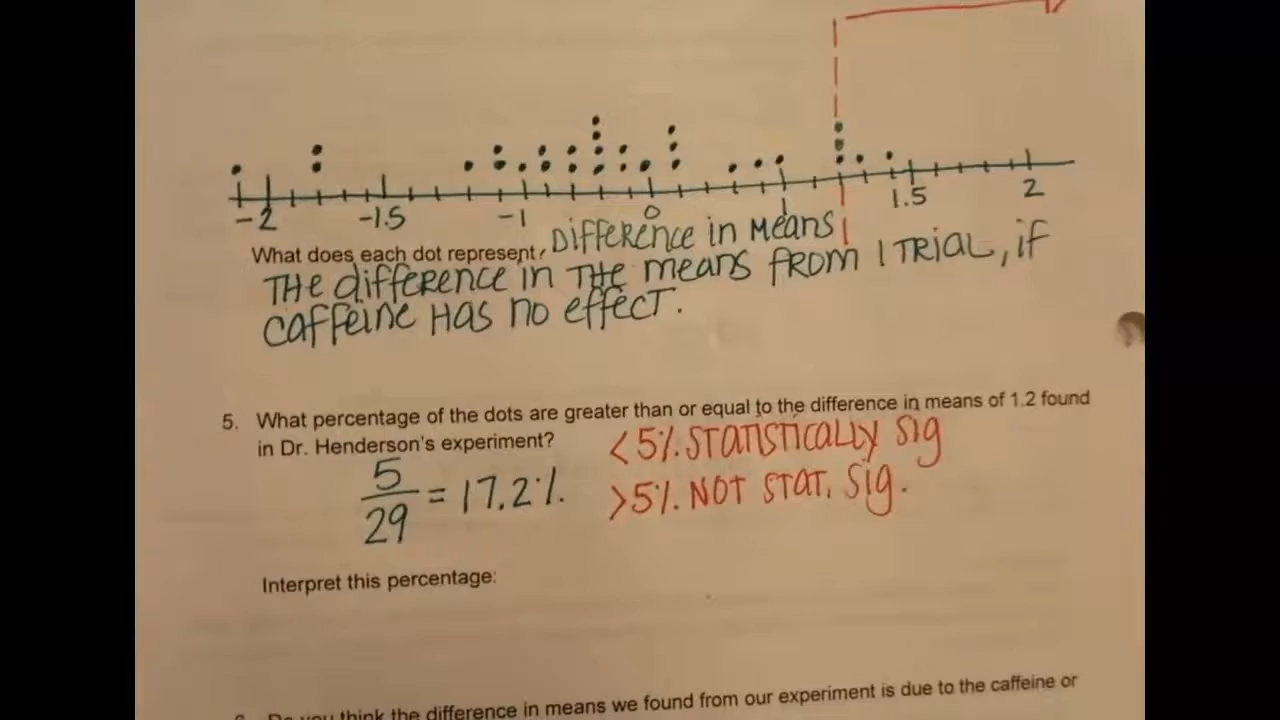 -2 -1.5 -1 0 1 1.5 2
What does each dot represent, Difference in Means
THE difference in THE means from 1 TRIAL, if
caffeine Has no effect.
5. What percentage of the dots are greater than or equal to the difference in means of 1.2 found
in Dr. Henderson's experiment?
<5% STATISTICALLY Sig
5
29
= 17.2%.
>5% NOT STAT. Sig.
Interpret this percentage:
you think the difference in means we found from our experiment is due to the caffeine or